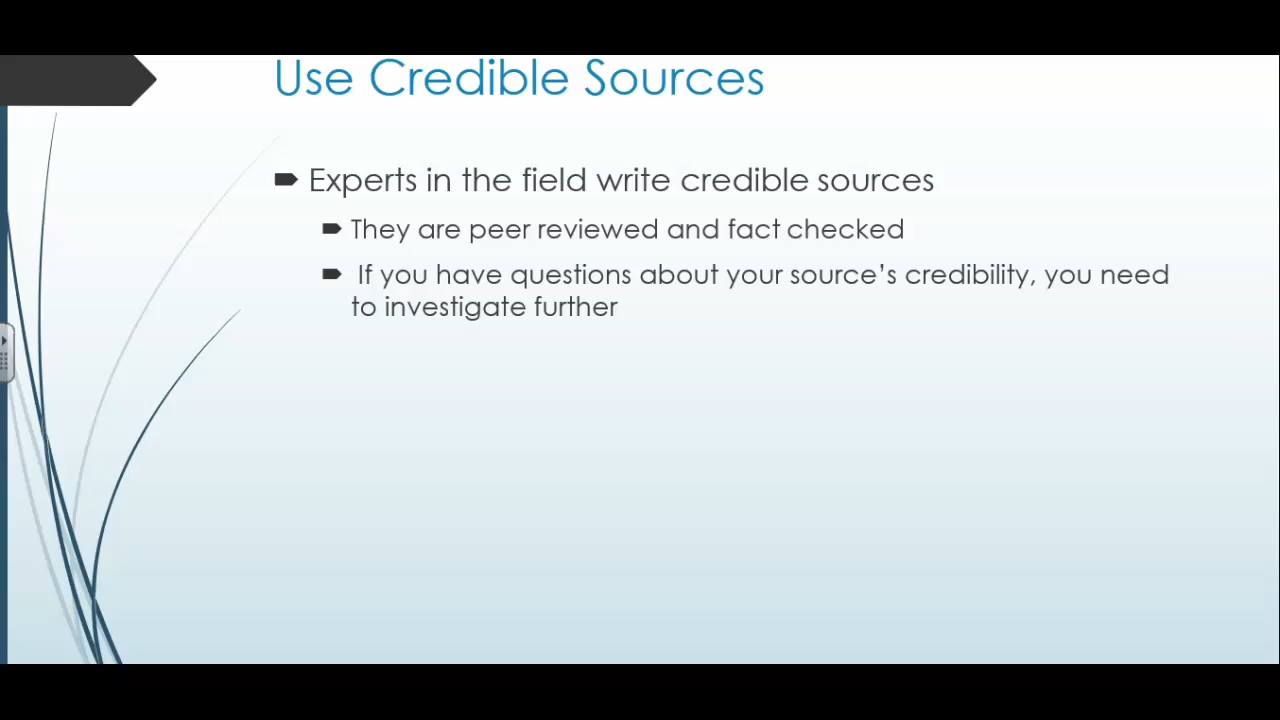 Use Credible Sources
Experts in the field write credible sources
They are peer reviewed and fact checked
If you have questions about your source’s credibility, you need
to investigate further